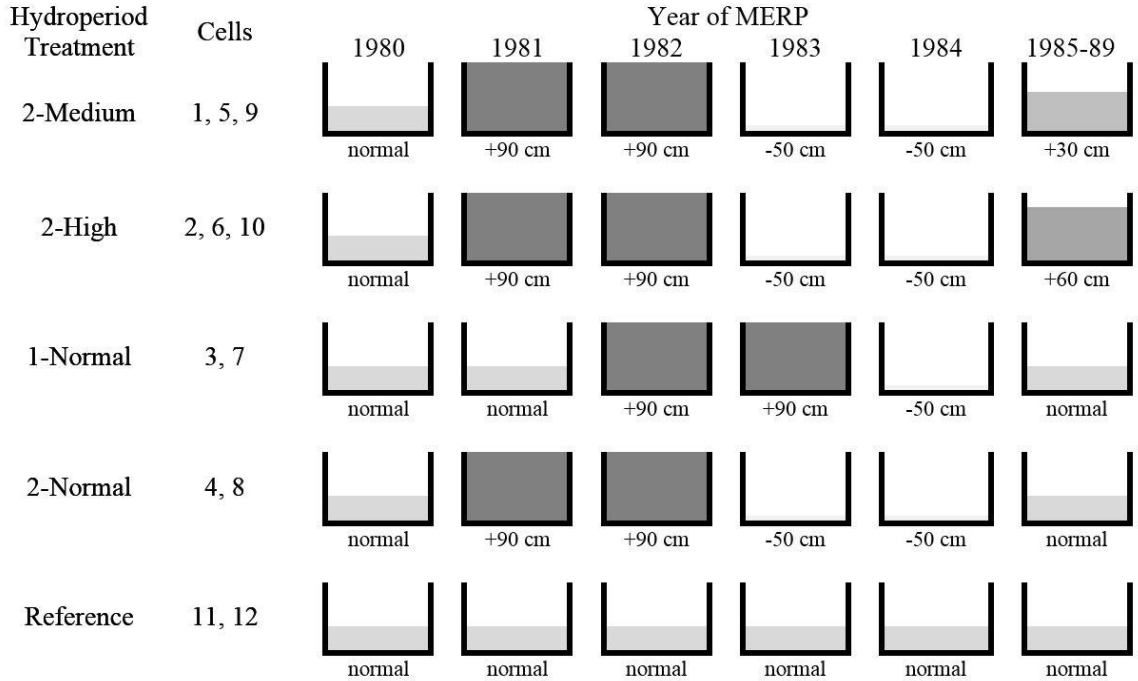 Hydroperiod Treatment Cells Year of MERP
1980 1981 1982 1983 1984 1985-89
2-Medium 1, 5, 9
normal +90 cm +90 cm -50 cm -50 cm +30 cm
2-High 2, 6, 10
normal +90 cm +90 cm -50 cm -50 cm +60 cm
1-Normal 3, 7
normal normal +90 cm +90 cm -50 cm normal
2-Normal 4, 8
normal +90 cm +90 cm -50 cm -50 cm normal
Reference 11, 12
normal normal normal normal normal normal